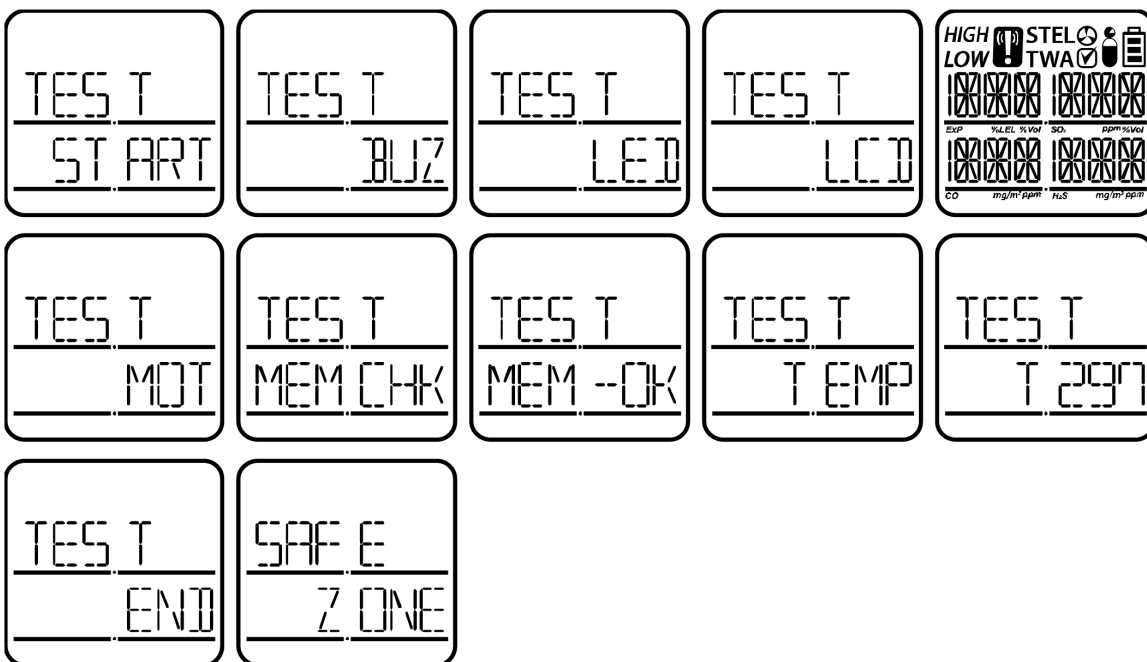 TEST
START
TEST
BUZ
TEST
LED
TEST
LCD
HIGH STEL
LOW TWA
ExP %LEL %Vol SO₂ ppm %Vol
CO mg/m³ ppm H₂S mg/m³ ppm
TEST
MOT
TEST
MEM CHK
TEST
MEM -OK
TEST
TEMP
TEST
T 297
TEST
END
SAFE
ZONE